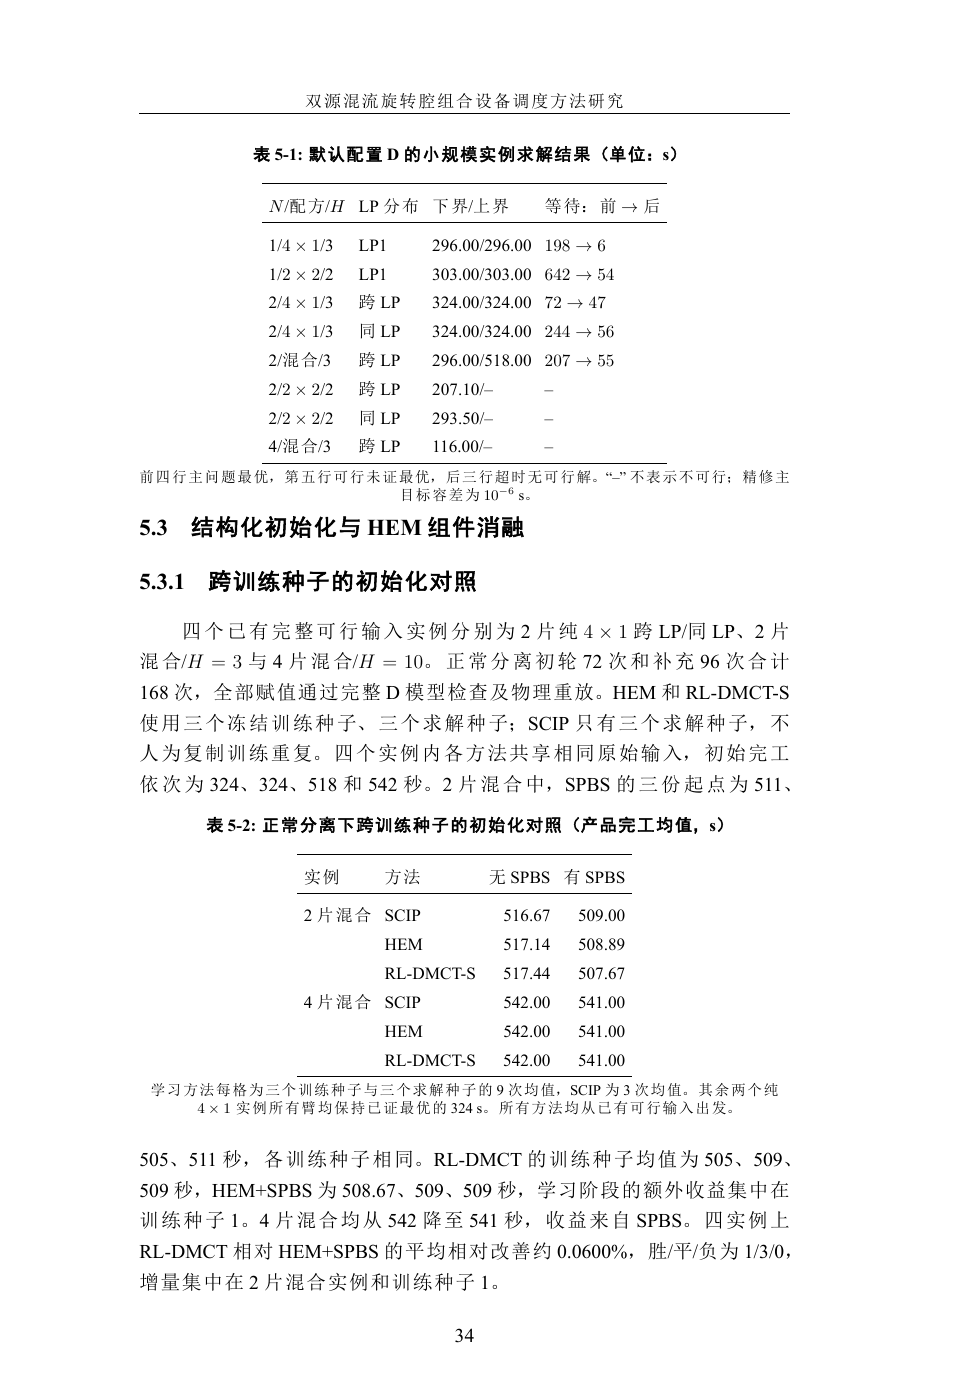 双源混流旋转腔组合设备调度方法研究
表 5-1: 默认配置 D 的小规模实例求解结果（单位：s）
N/配方/H LP 分布 下界/上界 等待：前 → 后
1/4 × 1/3 LP1 296.00/296.00 198 → 6
1/2 × 2/2 LP1 303.00/303.00 642 → 54
2/4 × 1/3 跨 LP 324.00/324.00 72 → 47
2/4 × 1/3 同 LP 324.00/324.00 244 → 56
2/混合/3 跨 LP 296.00/518.00 207 → 55
2/2 × 2/2 跨 LP 207.10/– –
2/2 × 2/2 同 LP 293.50/– –
4/混合/3 跨 LP 116.00/– –
前四行主问题最优，第五行可行未证最优，后三行超时无可行解。“–” 不表示不可行；精修主
目标容差为 10⁻⁶ s。
5.3 结构化初始化与 HEM 组件消融
5.3.1 跨训练种子的初始化对照
四个已有完整可行输入实例分别为 2 片纯 4 × 1 跨 LP/同 LP、2 片
混合/H = 3 与 4 片混合/H = 10。正常分离初轮 72 次和补充 96 次合计
168 次，全部赋值通过完整 D 模型检查及物理重放。HEM 和 RL-DMCT-S
使用三个冻结训练种子、三个求解种子；SCIP 只有三个求解种子，不
人为复制训练重复。四个实例内各方法共享相同原始输入，初始完工
依次为 324、324、518 和 542 秒。2 片混合中，SPBS 的三份起点为 511、
表 5-2: 正常分离下跨训练种子的初始化对照（产品完工均值，s）
实例 方法 无 SPBS 有 SPBS
2 片混合 SCIP 516.67 509.00
HEM 517.14 508.89
RL-DMCT-S 517.44 507.67
4 片混合 SCIP 542.00 541.00
HEM 542.00 541.00
RL-DMCT-S 542.00 541.00
学习方法每格为三个训练种子与三个求解种子的 9 次均值，SCIP 为 3 次均值。其余两个纯
4 × 1 实例所有臂均保持已证最优的 324 s。所有方法均从已有可行输入出发。
505、511 秒，各训练种子相同。RL-DMCT 的训练种子均值为 505、509、
509 秒，HEM+SPBS 为 508.67、509、509 秒，学习阶段的额外收益集中在
训练种子 1。4 片混合均从 542 降至 541 秒，收益来自 SPBS。四实例上
RL-DMCT 相对 HEM+SPBS 的平均相对改善约 0.0600%，胜/平/负为 1/3/0，
增量集中在 2 片混合实例和训练种子 1。
34